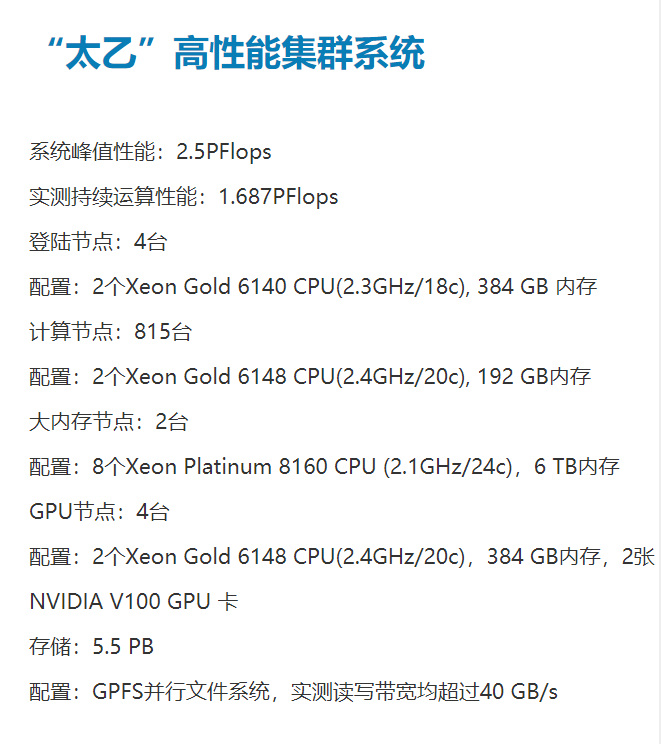 “太乙”高性能集群系统
系统峰值性能：2.5PFlops
实测持续运算性能：1.687PFlops
登陆节点：4台
配置：2个Xeon Gold 6140 CPU(2.3GHz/18c), 384 GB 内存
计算节点：815台
配置：2个Xeon Gold 6148 CPU(2.4GHz/20c), 192 GB内存
大内存节点：2台
配置：8个Xeon Platinum 8160 CPU (2.1GHz/24c)，6 TB内存
GPU节点：4台
配置：2个Xeon Gold 6148 CPU(2.4GHz/20c)，384 GB内存，2张
NVIDIA V100 GPU 卡
存储：5.5 PB
配置：GPFS并行文件系统，实测读写带宽均超过40 GB/s